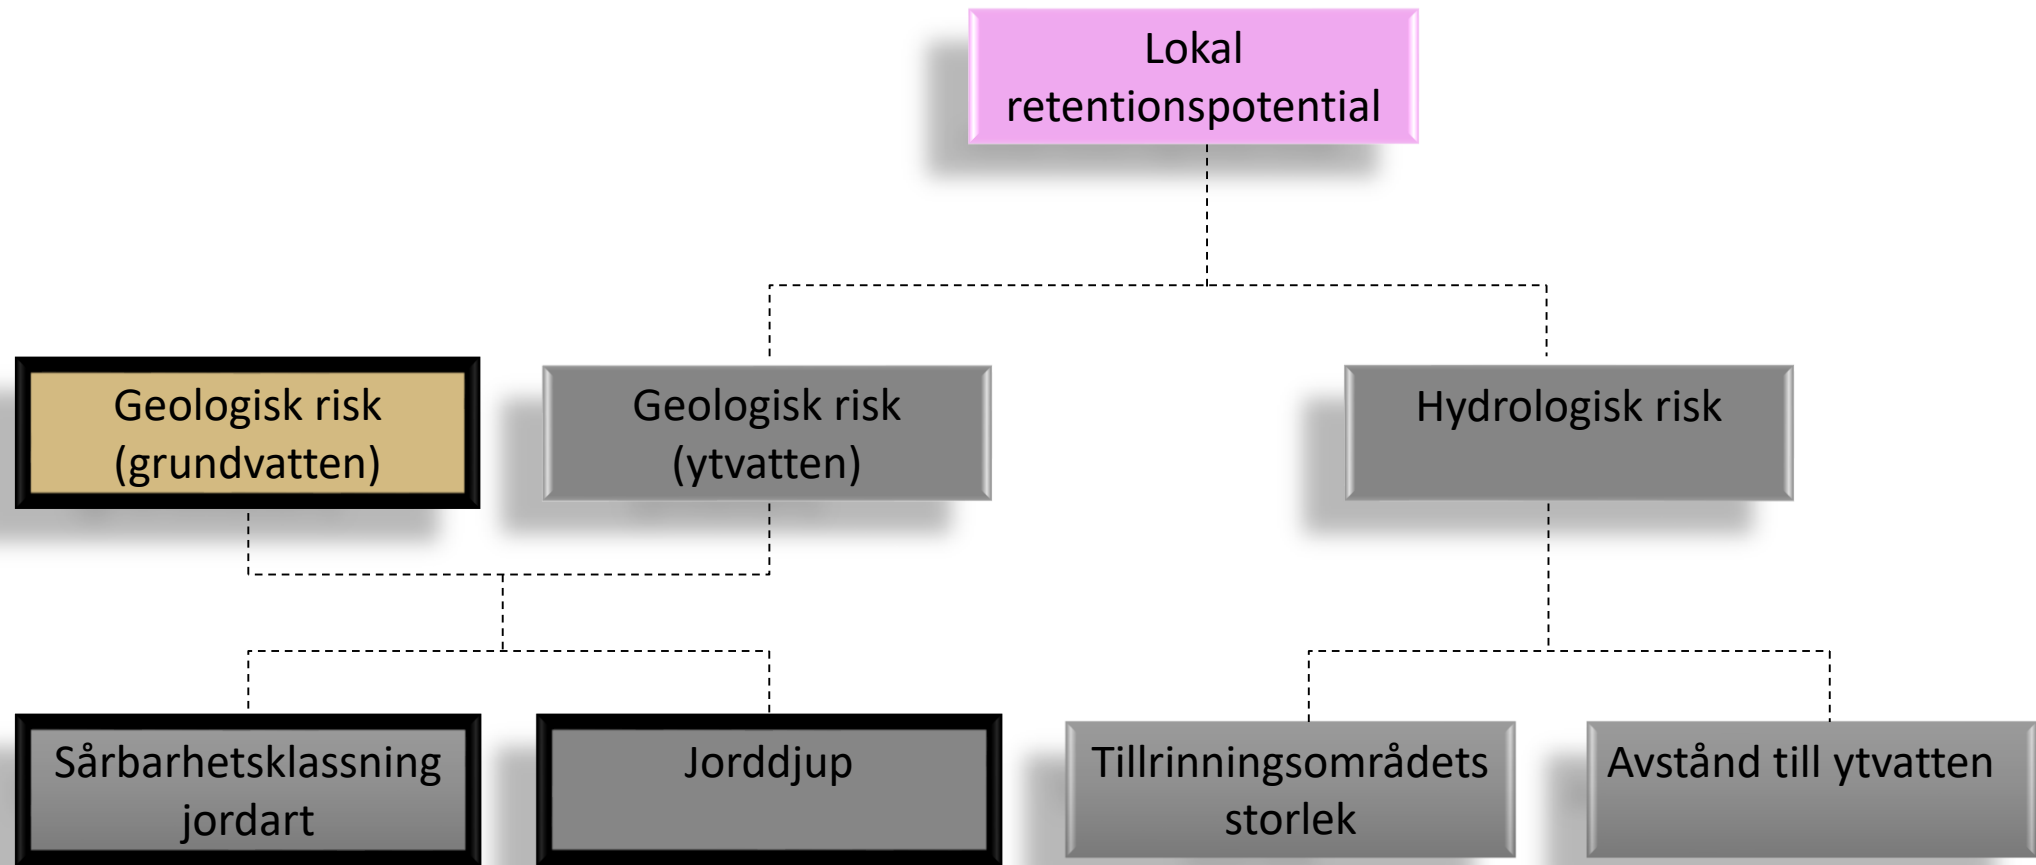 Lokal
retentionspotential
Geologisk risk
(grundvatten)
Geologisk risk
(ytvatten)
Hydrologisk risk
Sårbarhetsklassning
jordart
Jorddjup
Tillrinningsområdets
storlek
Avstånd till ytvatten